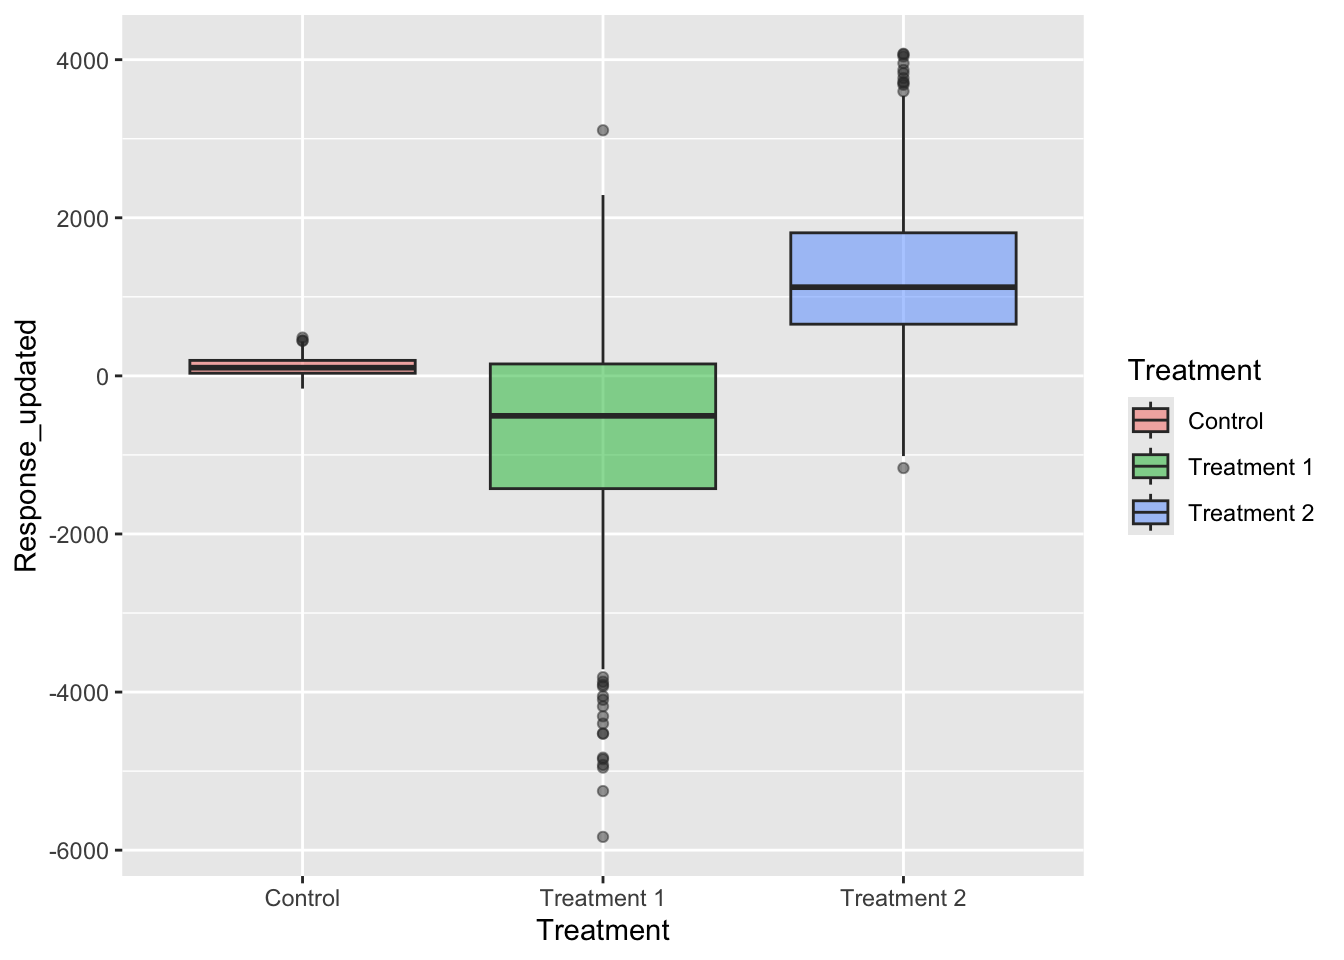 4000
2000
0
-2000
-4000
-6000
Response_updated
Control
Treatment 1
Treatment 2
Treatment
Treatment
Control
Treatment 1
Treatment 2